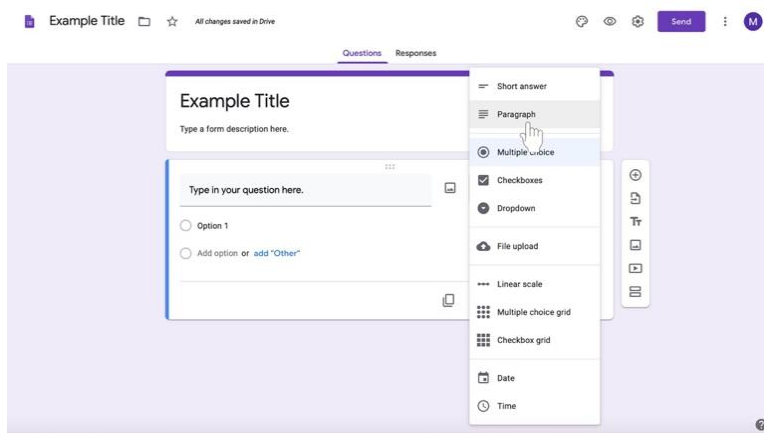 Example Title
All changes saved in Drive
Send
M
Questions
Responses
Example Title
Type a form description here.
Type in your question here.
Option 1
Add option or add "Other"
Short answer
Paragraph
Multiple choice
Checkboxes
Dropdown
File upload
Linear scale
Multiple choice grid
Checkbox grid
Date
Time
Tт
?